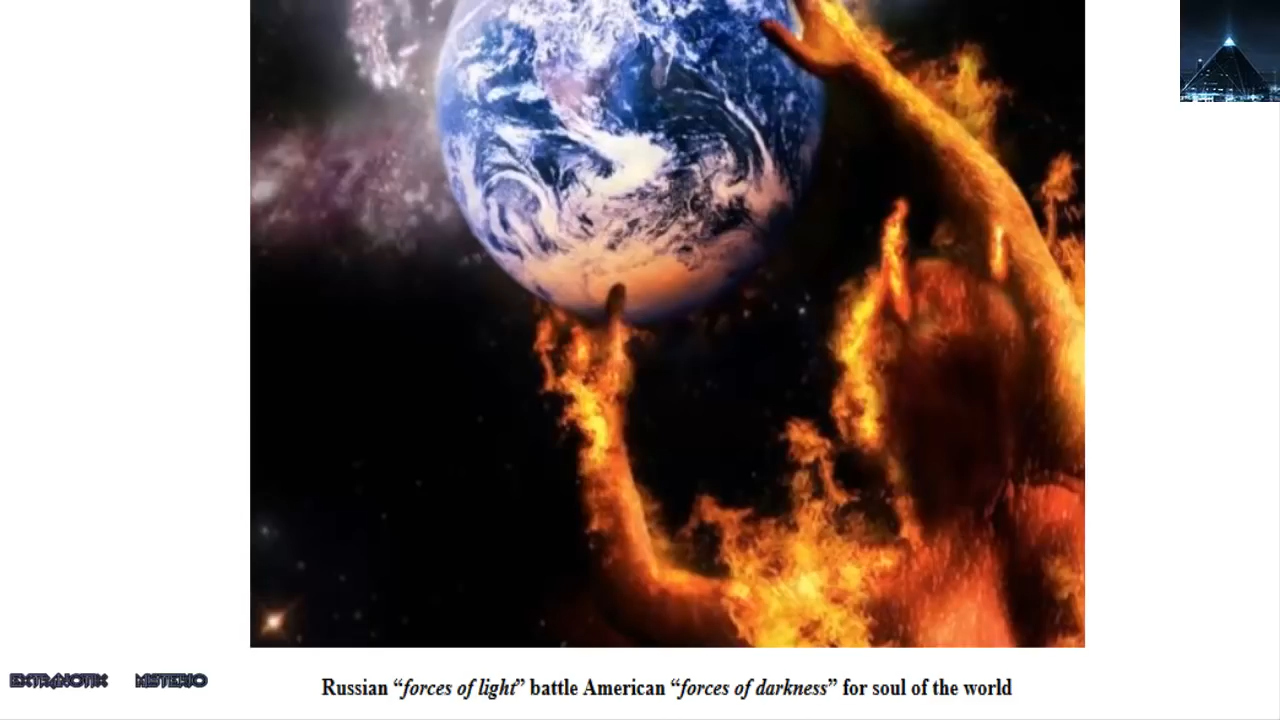 EXTRANOTIX MISTERIO
Russian “forces of light” battle American “forces of darkness” for soul of the world